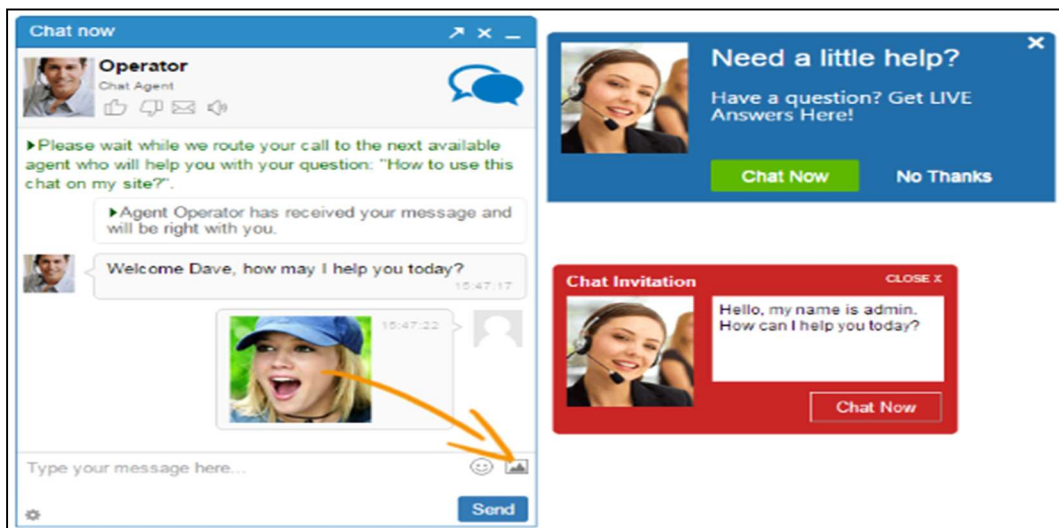 Chat now
Operator
Chat Agent
Please wait while we route your call to the next available
agent who will help you with your question: "How to use this
chat on my site?".
Agent Operator has received your message and
will be right with you.
Welcome Dave, how may I help you today?
15:47:17
15:47:22
Type your message here...
Send
Need a little help?
Have a question? Get LIVE
Answers Here!
Chat Now
No Thanks
Chat Invitation
CLOSE X
Hello, my name is admin.
How can I help you today?
Chat Now